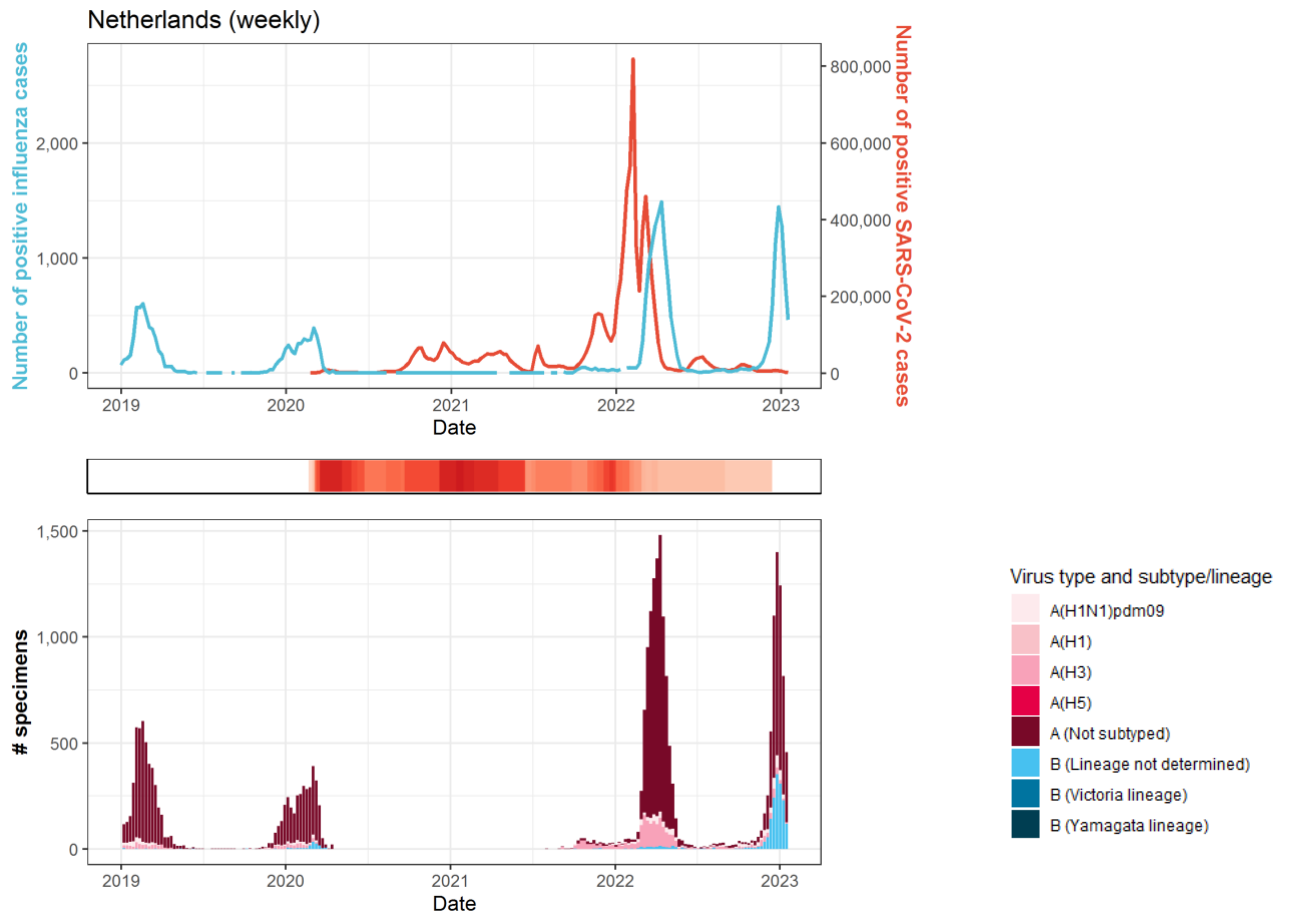 Netherlands (weekly)
Number of positive influenza cases
2,000
1,000
0
800,000
600,000
400,000
200,000
0
Number of positive SARS-CoV-2 cases
2019 2020 2021 2022 2023
Date
# specimens
1,500
1,000
500
0
2019 2020 2021 2022 2023
Date
Virus type and subtype/lineage
A(H1N1)pdm09
A(H1)
A(H3)
A(H5)
A (Not subtyped)
B (Lineage not determined)
B (Victoria lineage)
B (Yamagata lineage)